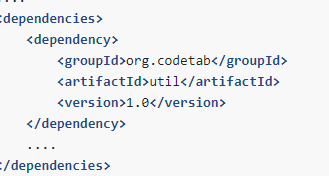 ....
<dependencies>
    <dependency>
        <groupId>org.codetab</groupId>
        <artifactId>util</artifactId>
        <version>1.0</version>
    </dependency>
    ....
</dependencies>